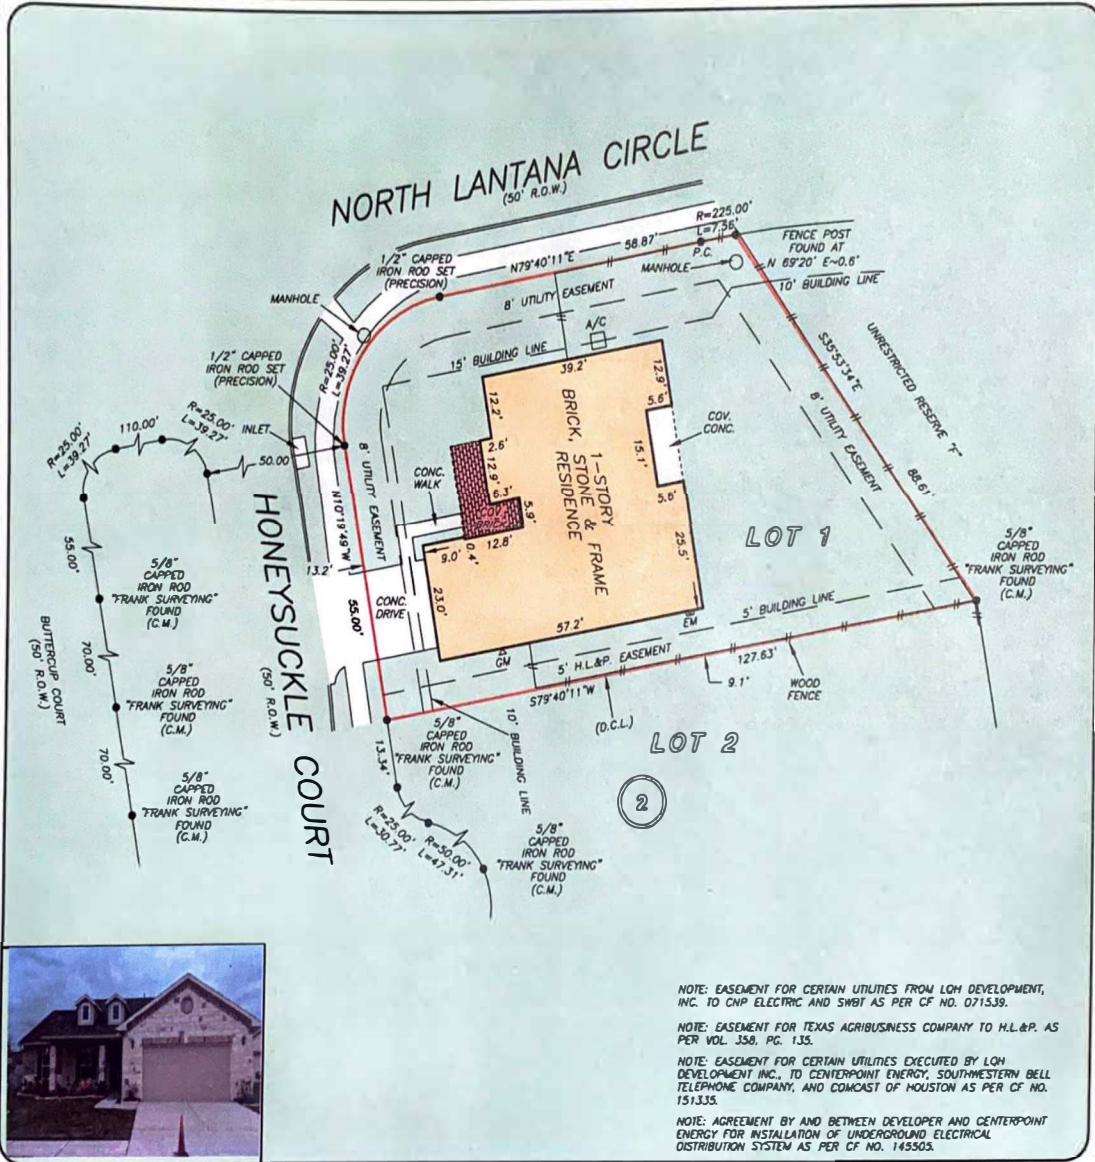 NORTH LANTANA CIRCLE
(50' R.O.W.)
R=225.00'
L=7.56'
58.87'
P.C.
N79°40'11"E
FENCE POST
FOUND AT
N 69°20' E~0.6'
MANHOLE
10' BUILDING LINE
1/2" CAPPED
IRON ROD SET
(PRECISION)
MANHOLE
8' UTILITY EASEMENT
A/C
15' BUILDING LINE
39.2'
1/2" CAPPED
IRON ROD SET
(PRECISION)
R=25.00'
L=39.27'
S35°53'34"E
UNRESTRICTED RESERVE "F"
8' UTILITY EASEMENT
88.61'
12.9'
5.6'
COV.
CONC.
15.1'
5.6'
12.2'
2.6'
12.9'
6.3'
5.9'
COV.
BRICK
1-STORY
BRICK, STONE & FRAME
RESIDENCE
R=25.00'
L=39.27'
110.00'
R=25.00'
L=39.27'
INLET
50.00
8' UTILITY EASEMENT
CONC.
WALK
N10°19'49"W
HONEYSUCKLE COURT
(50' R.O.W.)
9.0'
0.4'
12.8'
25.5'
LOT 1
13.2'
55.00'
CONC.
DRIVE
23.0'
57.2'
EM
GM
5' BUILDING LINE
5/8"
CAPPED
IRON ROD
"FRANK SURVEYING"
FOUND
(C.M.)
5' H.L.&P. EASEMENT
127.63'
9.1'
WOOD
FENCE
S79°40'11"W
(D.C.L.)
LOT 2
2
55.00'
5/8"
CAPPED
IRON ROD
"FRANK SURVEYING"
FOUND
(C.M.)
BUTTERCUP COURT
(50' R.O.W.)
70.00'
5/8"
CAPPED
IRON ROD
"FRANK SURVEYING"
FOUND
(C.M.)
70.00'
5/8"
CAPPED
IRON ROD
"FRANK SURVEYING"
FOUND
(C.M.)
5/8"
CAPPED
IRON ROD
"FRANK SURVEYING"
FOUND
(C.M.)
10' BUILDING LINE
13.34'
R=25.00'
L=30.77'
R=50.00'
L=47.31'
5/8"
CAPPED
IRON ROD
"FRANK SURVEYING"
FOUND
(C.M.)
NOTE: EASEMENT FOR CERTAIN UTILITIES FROM LQH DEVELOPMENT,
INC. TO CNP ELECTRIC AND SWBT AS PER CF NO. 071539.
NOTE: EASEMENT FOR TEXAS AGRIBUSINESS COMPANY TO H.L.&P. AS
PER VOL. 358, PG. 135.
NOTE: EASEMENT FOR CERTAIN UTILITIES EXECUTED BY LQH
DEVELOPMENT INC., TO CENTERPOINT ENERGY, SOUTHWESTERN BELL
TELEPHONE COMPANY, AND COMCAST OF HOUSTON AS PER CF NO.
151335.
NOTE: AGREEMENT BY AND BETWEEN DEVELOPER AND CENTERPOINT
ENERGY FOR INSTALLATION OF UNDERGROUND ELECTRICAL
DISTRIBUTION SYSTEM AS PER CF NO. 145505.